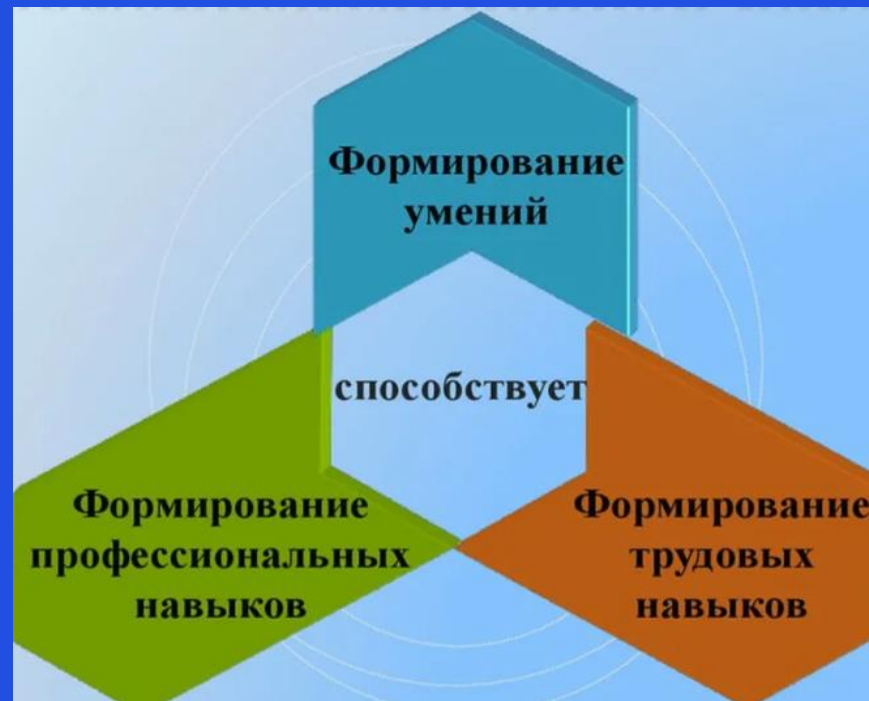 Формирование
умений
способствует
Формирование
профессиональных
навыков
Формирование
трудовых
навыков